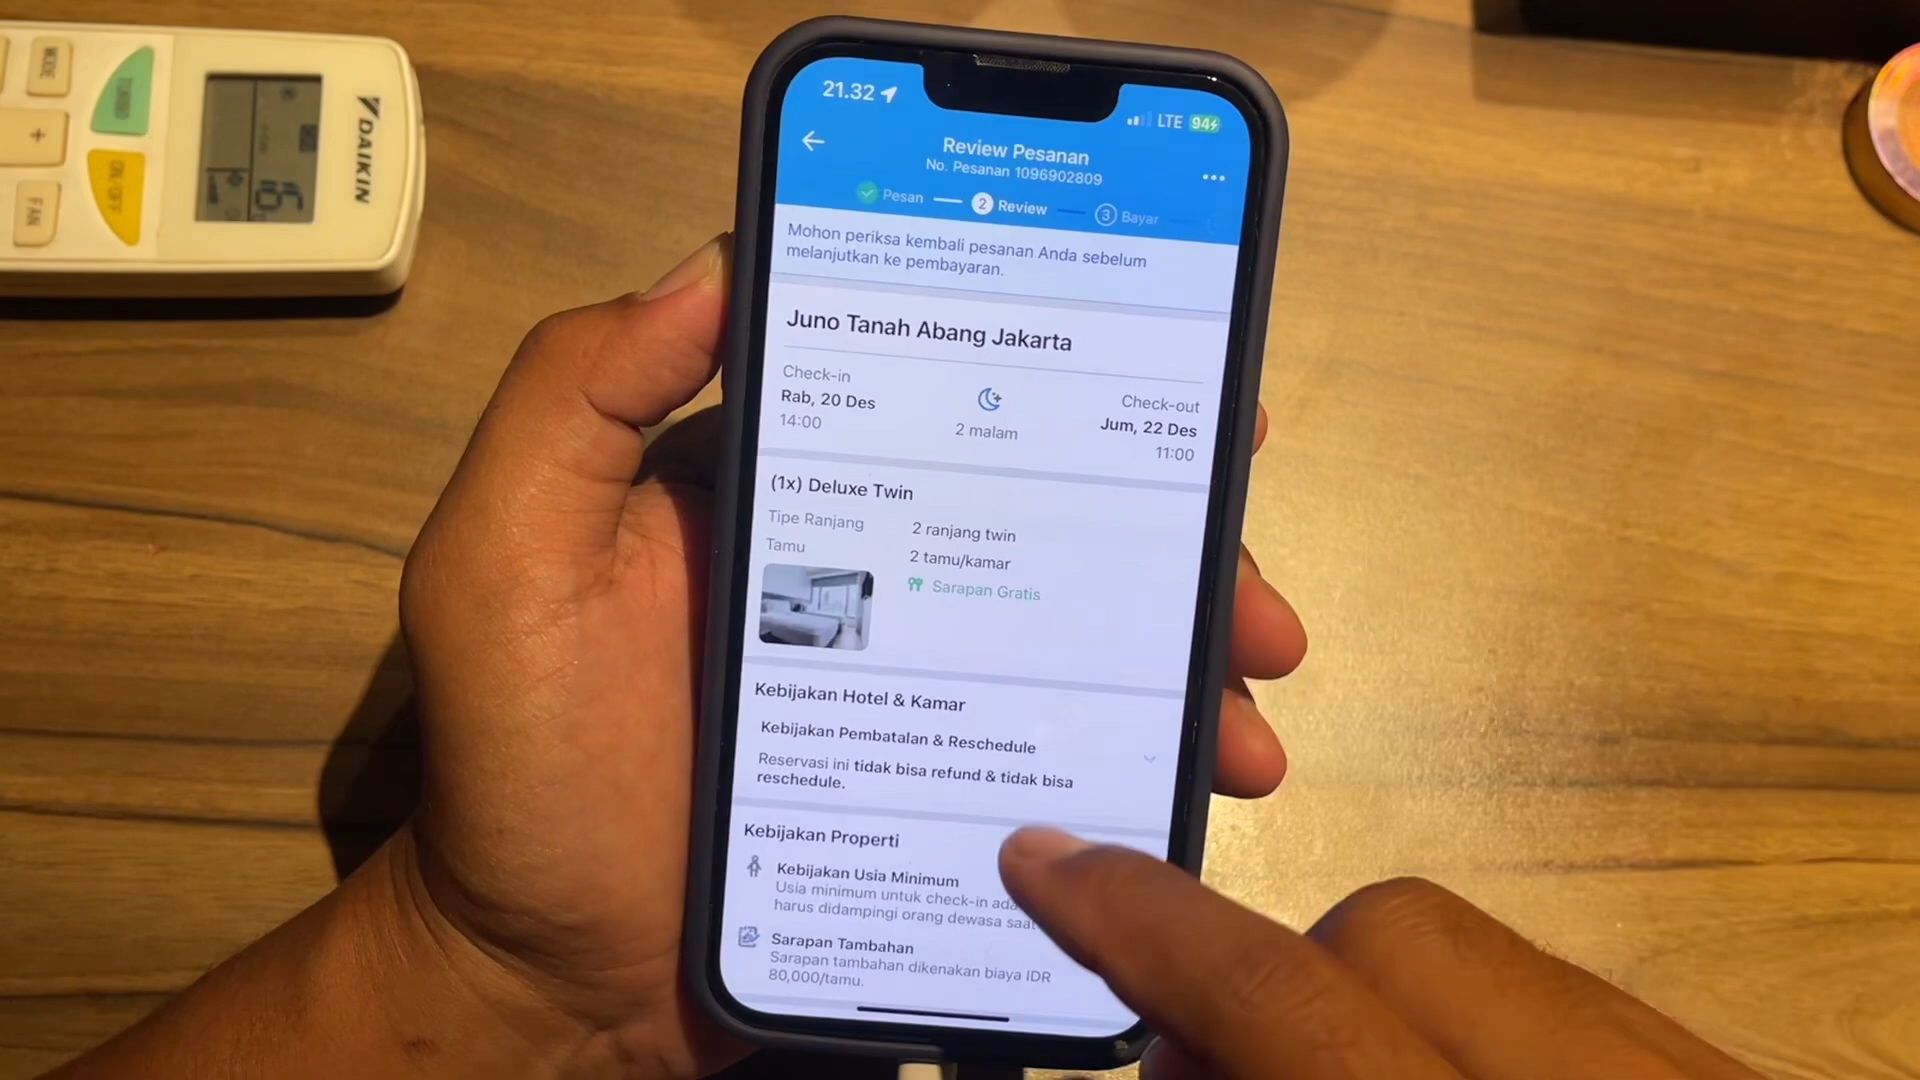 MODE
TURBO
+
ON/OFF
FAN
16
DAIKIN
21.32
LTE 94
Review Pesanan
No. Pesanan 1096902809
Pesan
2 Review
3 Bayar
Mohon periksa kembali pesanan Anda sebelum
melanjutkan ke pembayaran.
Juno Tanah Abang Jakarta
Check-in
Rab, 20 Des
14:00
2 malam
Check-out
Jum, 22 Des
11:00
(1x) Deluxe Twin
Tipe Ranjang
2 ranjang twin
Tamu
2 tamu/kamar
Sarapan Gratis
Kebijakan Hotel & Kamar
Kebijakan Pembatalan & Reschedule
Reservasi ini tidak bisa refund & tidak bisa
reschedule.
Kebijakan Properti
Kebijakan Usia Minimum
Usia minimum untuk check-in
harus didampingi orang dewasa saat
Sarapan Tambahan
Sarapan tambahan dikenakan biaya IDR
80,000/tamu.